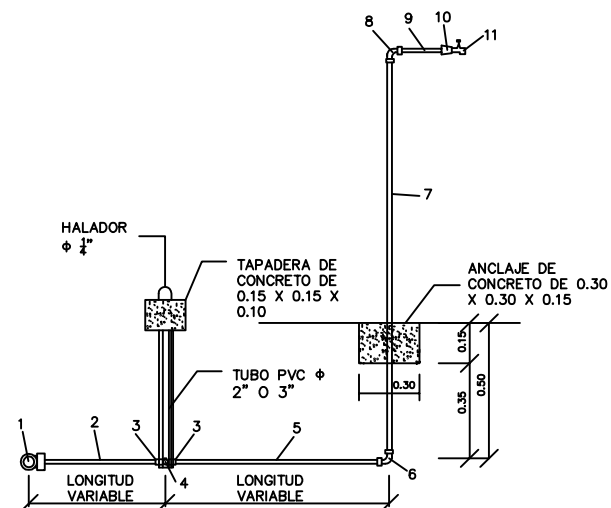 8
9
10
11
7
HALADOR
ϕ 1/4"
TAPADERA DE
CONCRETO DE
0.15 X 0.15 X
0.10
ANCLAJE DE
CONCRETO DE 0.30
X 0.30 X 0.15
0.15
0.50
0.35
0.30
TUBO PVC ϕ
2" O 3"
1
2
3
3
5
4
6
LONGITUD
VARIABLE
LONGITUD
VARIABLE